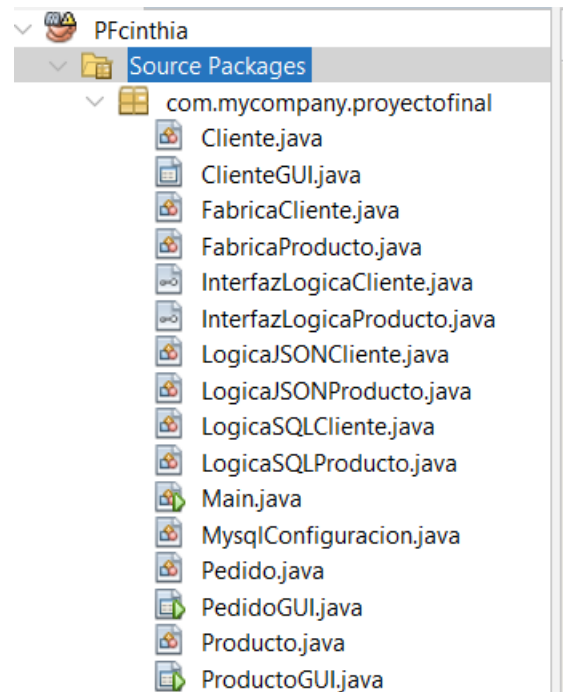 PFcinthia
Source Packages
com.mycompany.proyectofinal
Cliente.java
ClienteGUI.java
FabricaCliente.java
FabricaProducto.java
InterfazLogicaCliente.java
InterfazLogicaProducto.java
LogicaJSONCliente.java
LogicaJSONProducto.java
LogicaSQLCliente.java
LogicaSQLProducto.java
Main.java
MysqlConfiguracion.java
Pedido.java
PedidoGUI.java
Producto.java
ProductoGUI.java